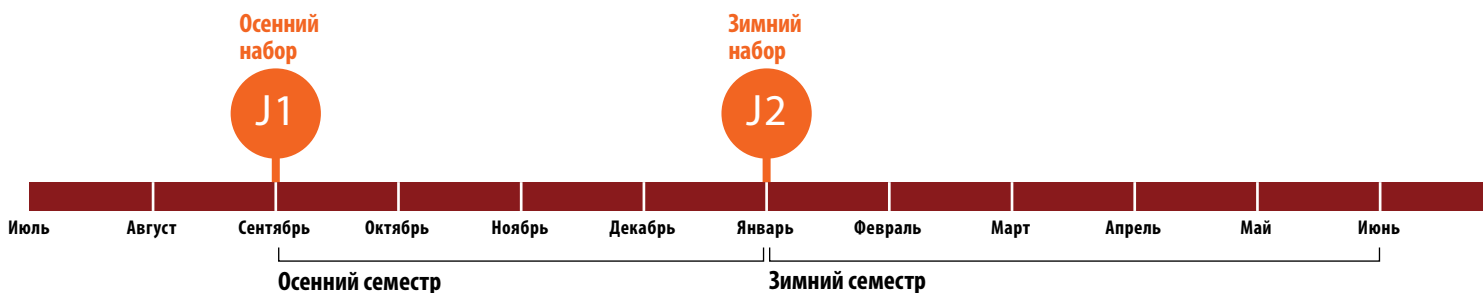 Осенний
набор
Зимний
набор
J1
J2
Июль Август Сентябрь Октябрь Ноябрь Декабрь Январь Февраль Март Апрель Май Июнь
Осенний семестр
Зимний семестр